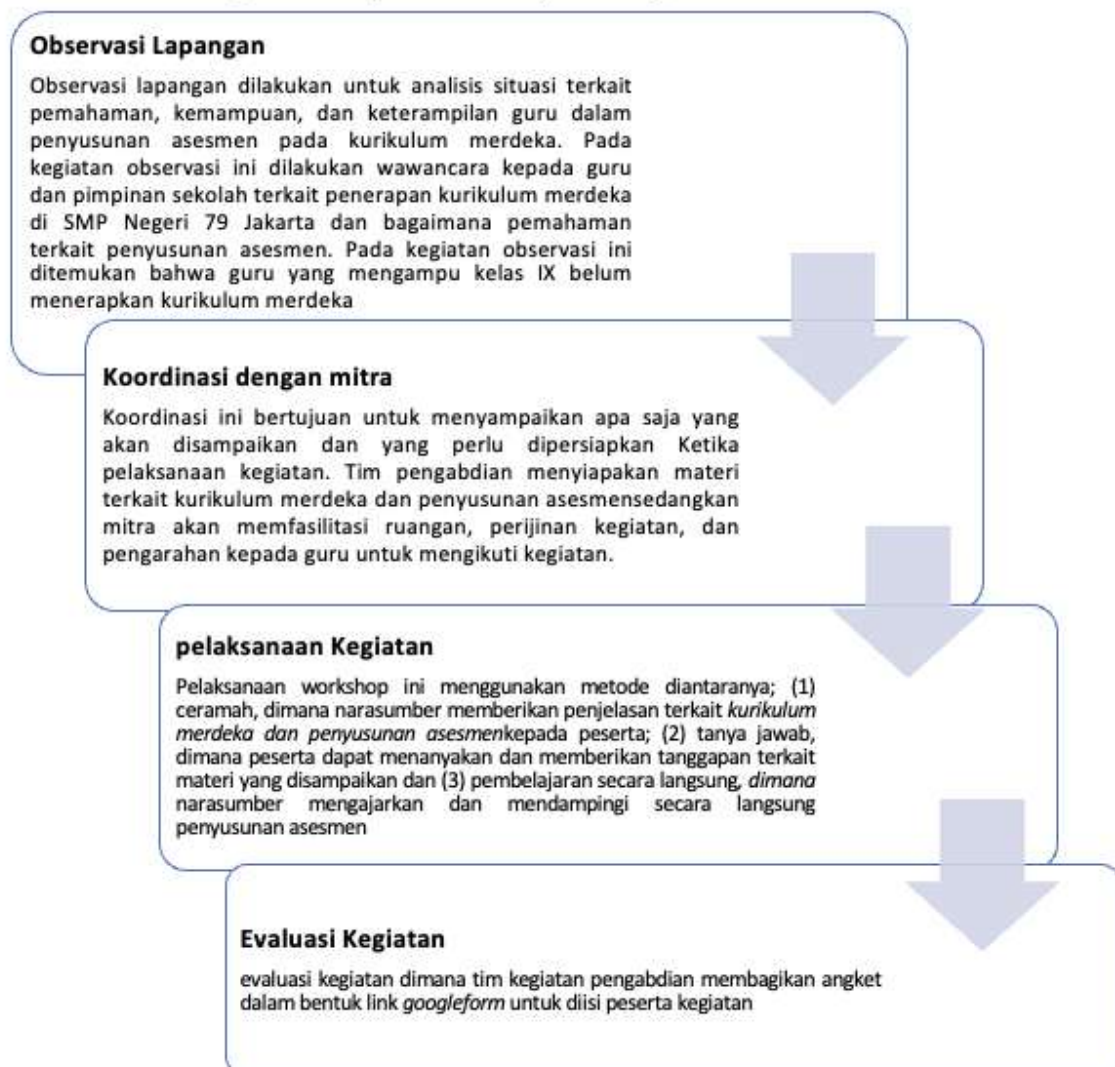 Observasi Lapangan
Observasi lapangan dilakukan untuk analisis situasi terkait
pemahaman, kemampuan, dan keterampilan guru dalam
penyusunan asesmen pada kurikulum merdeka. Pada
kegiatan observasi ini dilakukan wawancara kepada guru
dan pimpinan sekolah terkait penerapan kurikulum merdeka
di SMP Negeri 79 Jakarta dan bagaimana pemahaman
terkait penyusunan asesmen. Pada kegiatan observasi ini
ditemukan bahwa guru yang mengampu kelas IX belum
menerapkan kurikulum merdeka
Koordinasi dengan mitra
Koordinasi ini bertujuan untuk menyampaikan apa saja yang
akan disampaikan dan yang perlu dipersiapkan Ketika
pelaksanaan kegiatan. Tim pengabdian menyiapakan materi
terkait kurikulum merdeka dan penyusunan asesmensedangkan
mitra akan memfasilitasi ruangan, perijinan kegiatan, dan
pengarahan kepada guru untuk mengikuti kegiatan.
pelaksanaan Kegiatan
Pelaksanaan workshop ini menggunakan metode diantaranya; (1)
ceramah, dimana narasumber memberikan penjelasan terkait kurikulum
merdeka dan penyusunan asesmenkepada peserta; (2) tanya jawab,
dimana peserta dapat menanyakan dan memberikan tanggapan terkait
materi yang disampaikan dan (3) pembelajaran secara langsung, dimana
narasumber mengajarkan dan mendampingi secara langsung
penyusunan asesmen
Evaluasi Kegiatan
evaluasi kegiatan dimana tim kegiatan pengabdian membagikan angket
dalam bentuk link googleform untuk diisi peserta kegiatan